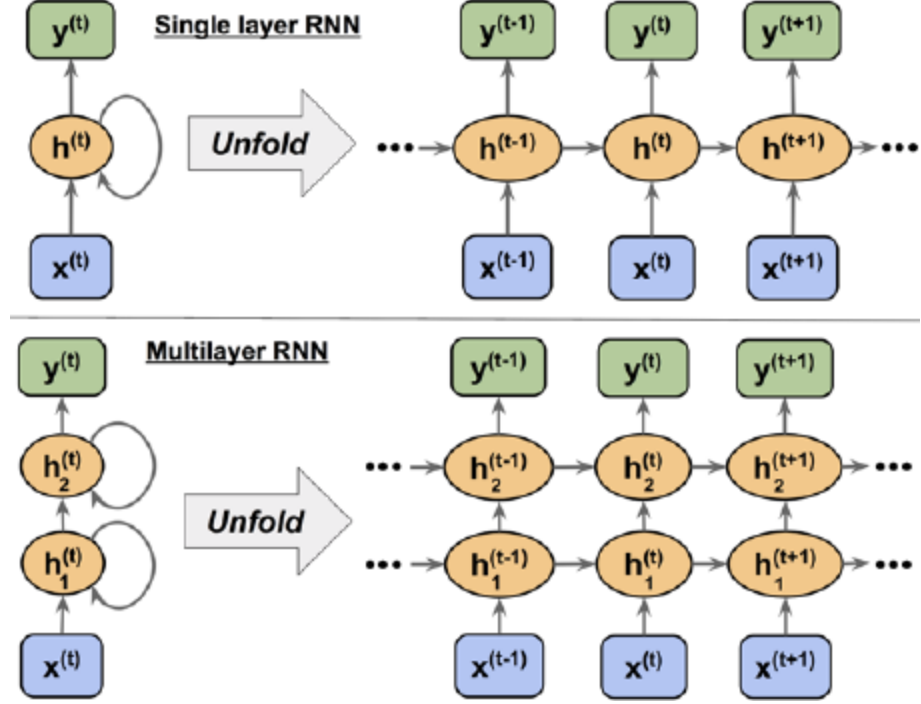 Single layer RNN
y(t)
h(t)
x(t)
Unfold
y(t-1) y(t) y(t+1)
••• h(t-1) h(t) h(t+1) •••
x(t-1) x(t) x(t+1)
Multilayer RNN
y(t)
h2(t)
h1(t)
x(t)
Unfold
y(t-1) y(t) y(t+1)
••• h2(t-1) h2(t) h2(t+1) •••
••• h1(t-1) h1(t) h1(t+1) •••
x(t-1) x(t) x(t+1)